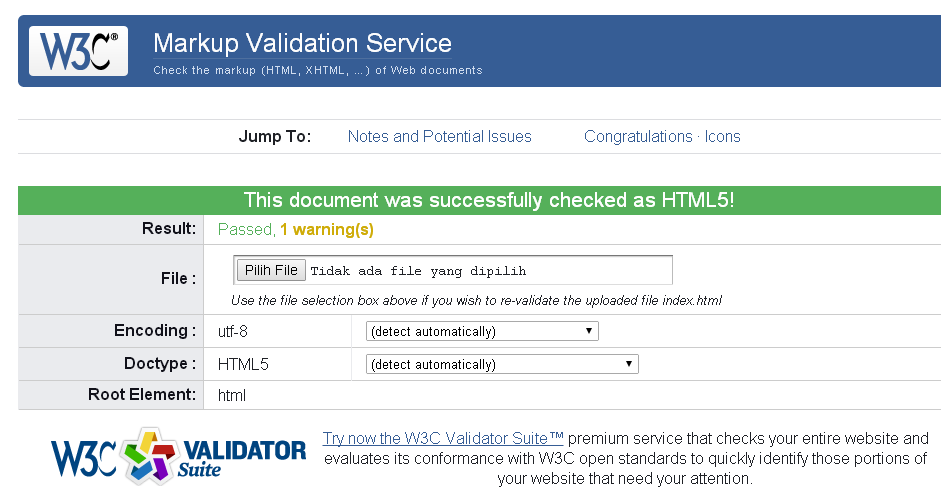 W3C® Markup Validation Service
Check the markup (HTML, XHTML, …) of Web documents
Jump To: Notes and Potential Issues Congratulations · Icons
This document was successfully checked as HTML5!
Result: Passed, 1 warning(s)
File : Pilih File Tidak ada file yang dipilih
Use the file selection box above if you wish to re-validate the uploaded file index.html
Encoding : utf-8 (detect automatically)
Doctype : HTML5 (detect automatically)
Root Element: html
W3C VALIDATOR Suite
Try now the W3C Validator Suite™ premium service that checks your entire website and
evaluates its conformance with W3C open standards to quickly identify those portions of
your website that need your attention.